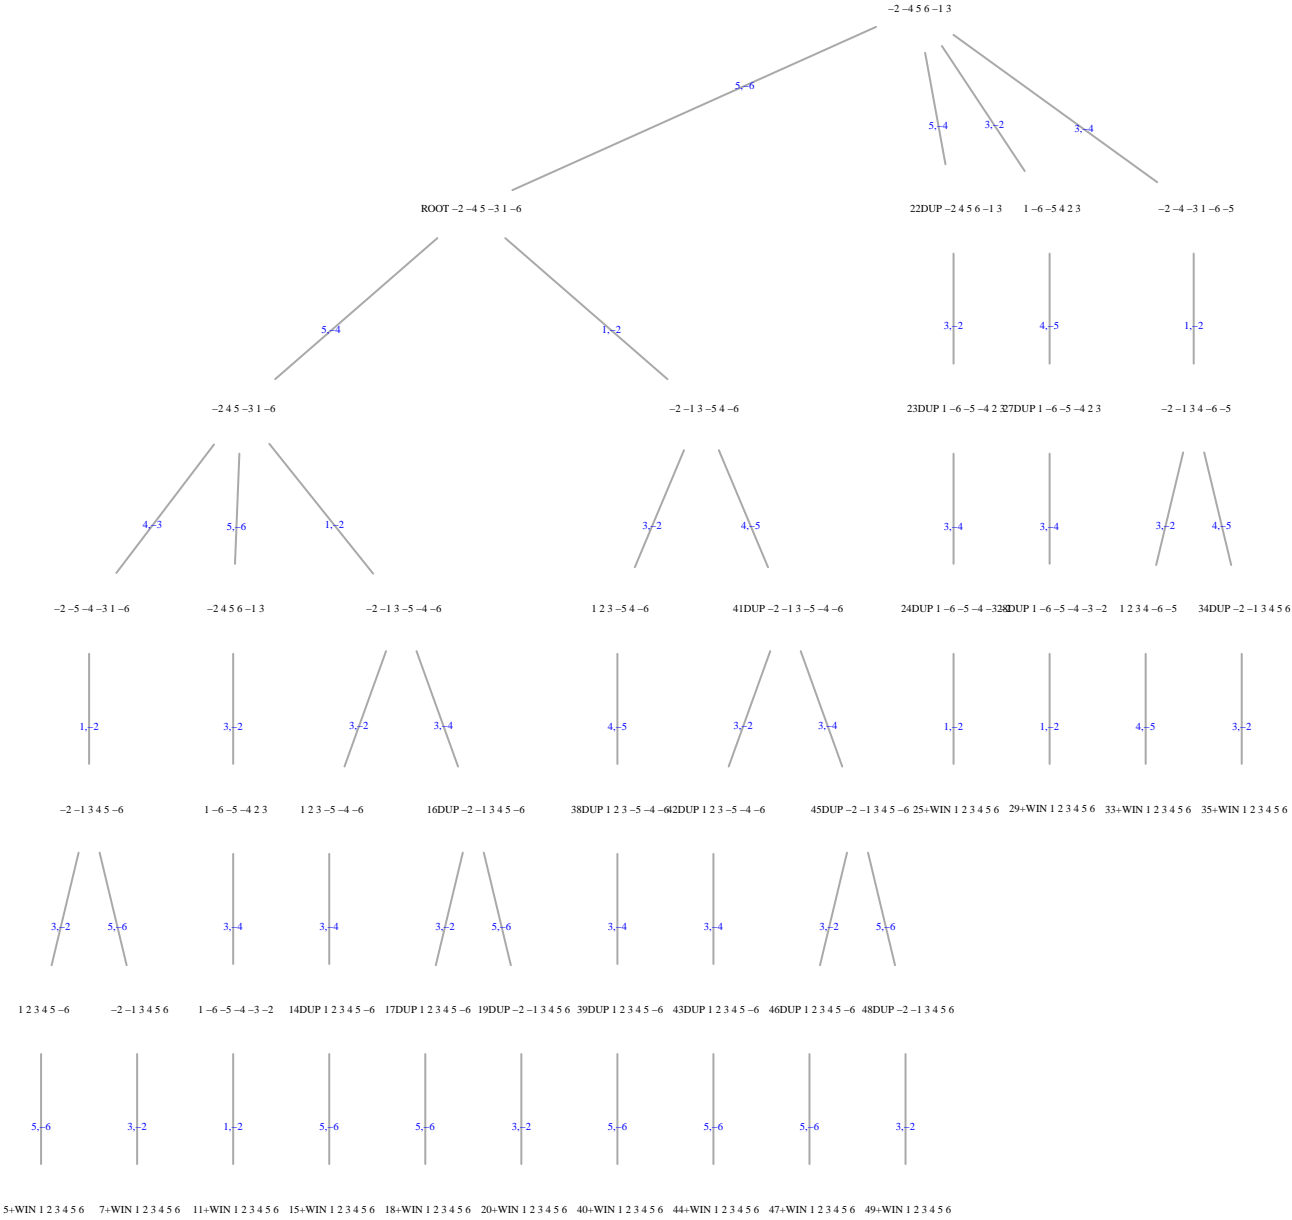 −2 −4 5 6 −1 3
5,−6
5,−4
3,−2
3,−4
ROOT −2 −4 5 −3 1 −6
22DUP −2 4 5 6 −1 3
1 −6 −5 4 2 3
−2 −4 −3 1 −6 −5
5,−4
1,−2
3,−2
4,−5
1,−2
−2 4 5 −3 1 −6
−2 −1 3 −5 4 −6
23DUP 1 −6 −5 −4 2 3
27DUP 1 −6 −5 −4 2 3
−2 −1 3 4 −6 −5
4,−3
5,−6
1,−2
3,−2
4,−5
3,−4
3,−4
3,−2
4,−5
−2 −5 −4 −3 1 −6
−2 4 5 6 −1 3
−2 −1 3 −5 −4 −6
1 2 3 −5 4 −6
41DUP −2 −1 3 −5 −4 −6
24DUP 1 −6 −5 −4 −3 −2
28DUP 1 −6 −5 −4 −3 −2
1 2 3 4 −6 −5
34DUP −2 −1 3 4 5 6
1,−2
3,−2
3,−2
3,−4
4,−5
3,−2
3,−4
1,−2
1,−2
4,−5
3,−2
−2 −1 3 4 5 −6
1 −6 −5 −4 2 3
1 2 3 −5 −4 −6
16DUP −2 −1 3 4 5 −6
38DUP 1 2 3 −5 −4 −6
42DUP 1 2 3 −5 −4 −6
45DUP −2 −1 3 4 5 −6
25+WIN 1 2 3 4 5 6
29+WIN 1 2 3 4 5 6
33+WIN 1 2 3 4 5 6
35+WIN 1 2 3 4 5 6
3,−2
5,−6
3,−4
3,−4
3,−2
5,−6
3,−4
3,−4
3,−2
5,−6
1 2 3 4 5 −6
−2 −1 3 4 5 6
1 −6 −5 −4 −3 −2
14DUP 1 2 3 4 5 −6
17DUP 1 2 3 4 5 −6
19DUP −2 −1 3 4 5 6
39DUP 1 2 3 4 5 −6
43DUP 1 2 3 4 5 −6
46DUP 1 2 3 4 5 −6
48DUP −2 −1 3 4 5 6
5,−6
3,−2
1,−2
5,−6
5,−6
3,−2
5,−6
5,−6
5,−6
3,−2
5+WIN 1 2 3 4 5 6
7+WIN 1 2 3 4 5 6
11+WIN 1 2 3 4 5 6
15+WIN 1 2 3 4 5 6
18+WIN 1 2 3 4 5 6
20+WIN 1 2 3 4 5 6
40+WIN 1 2 3 4 5 6
44+WIN 1 2 3 4 5 6
47+WIN 1 2 3 4 5 6
49+WIN 1 2 3 4 5 6